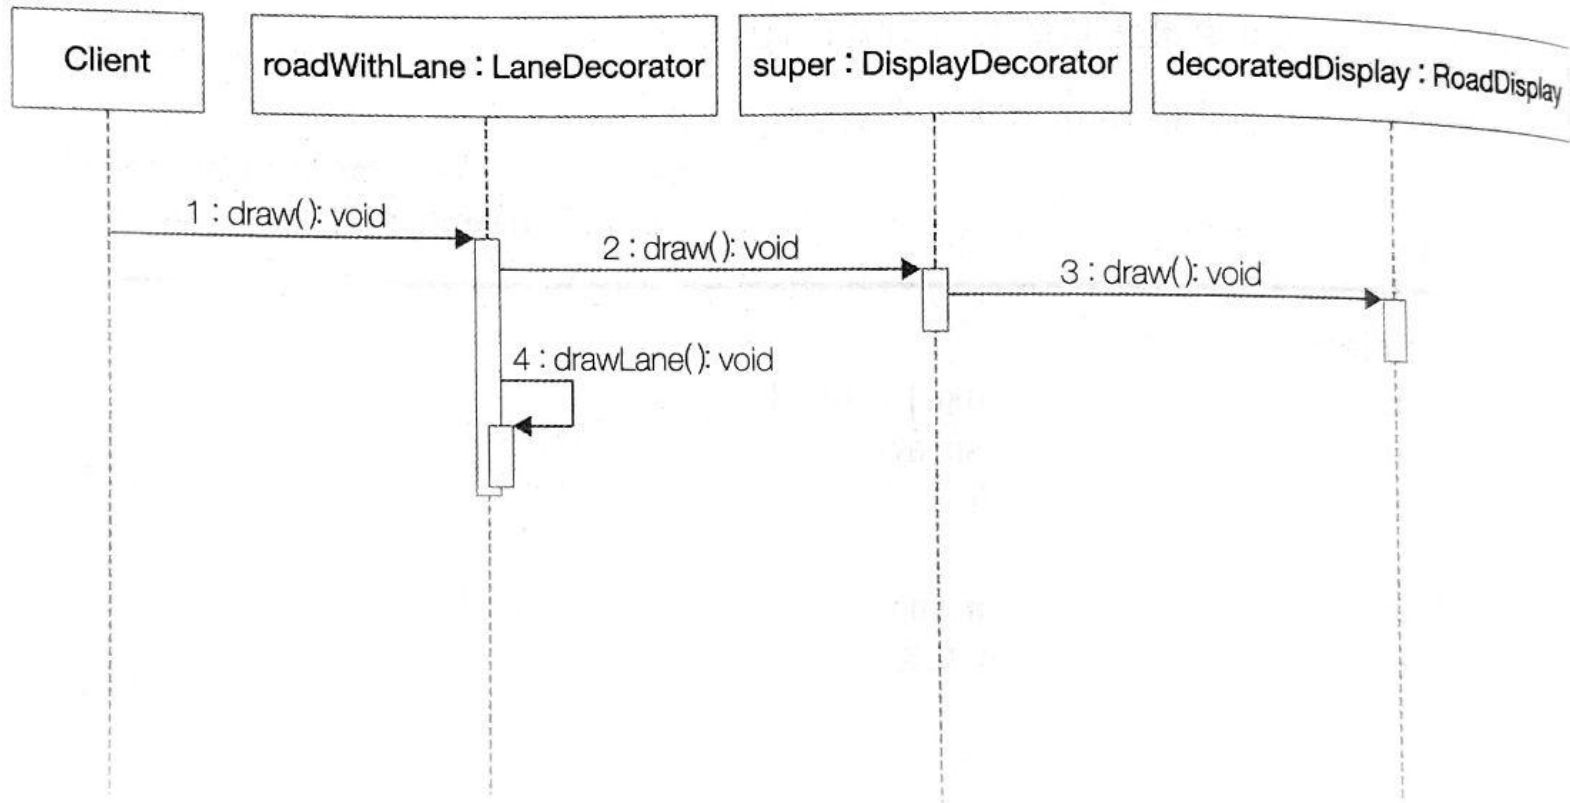 Client
roadWithLane : LaneDecorator
super : DisplayDecorator
decoratedDisplay : RoadDisplay
1 : draw(): void
2 : draw(): void
3 : draw(): void
4 : drawLane(): void